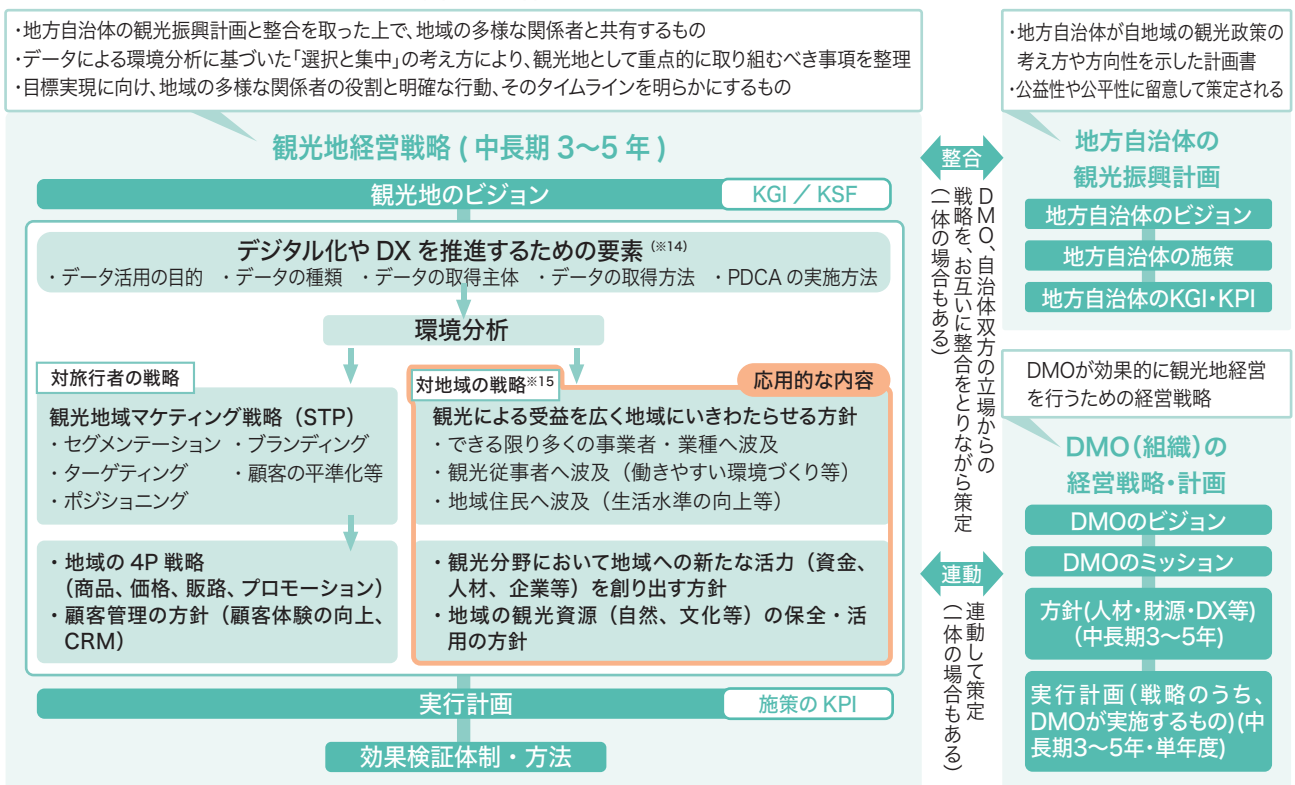 ・地方自治体の観光振興計画と整合を取った上で、地域の多様な関係者と共有するもの
・データによる環境分析に基づいた「選択と集中」の考え方により、観光地として重点的に取り組むべき事項を整理
・目標実現に向け、地域の多様な関係者の役割と明確な行動、そのタイムラインを明らかにするもの
観光地経営戦略(中長期3〜5年)
観光地のビジョン
KGI／KSF
デジタル化やDXを推進するための要素(※14)
・データ活用の目的 ・データの種類 ・データの取得主体 ・データの取得方法 ・PDCAの実施方法
環境分析
対旅行者の戦略
観光地域マケティング戦略（STP）
・セグメンテーション ・ブランディング
・ターゲティング ・顧客の平準化等
・ポジショニング
・地域の4P戦略
（商品、価格、販路、プロモーション）
・顧客管理の方針（顧客体験の向上、
CRM）
対地域の戦略※15
応用的な内容
観光による受益を広く地域にいきわたらせる方針
・できる限り多くの事業者・業種へ波及
・観光従事者へ波及（働きやすい環境づくり等）
・地域住民へ波及（生活水準の向上等）
・観光分野において地域への新たな活力（資金、
人材、企業等）を創り出す方針
・地域の観光資源（自然、文化等）の保全・活
用の方針
実行計画
施策のKPI
効果検証体制・方法
整合
DMO、自治体双方の立場からの
戦略を、お互いに整合をとりながら策定
（一体の場合もある）
連動
連動して策定
（一体の場合もある）
・地方自治体が自地域の観光政策の
考え方や方向性を示した計画書
・公益性や公平性に留意して策定される
地方自治体の
観光振興計画
地方自治体のビジョン
地方自治体の施策
地方自治体のKGI・KPI
DMOが効果的に観光地経営
を行うための経営戦略
DMO（組織）の
経営戦略・計画
DMOのビジョン
DMOのミッション
方針(人材・財源・DX等)
（中長期3〜5年）
実行計画（戦略のうち、
DMOが実施するもの）(中
長期3〜5年・単年度)